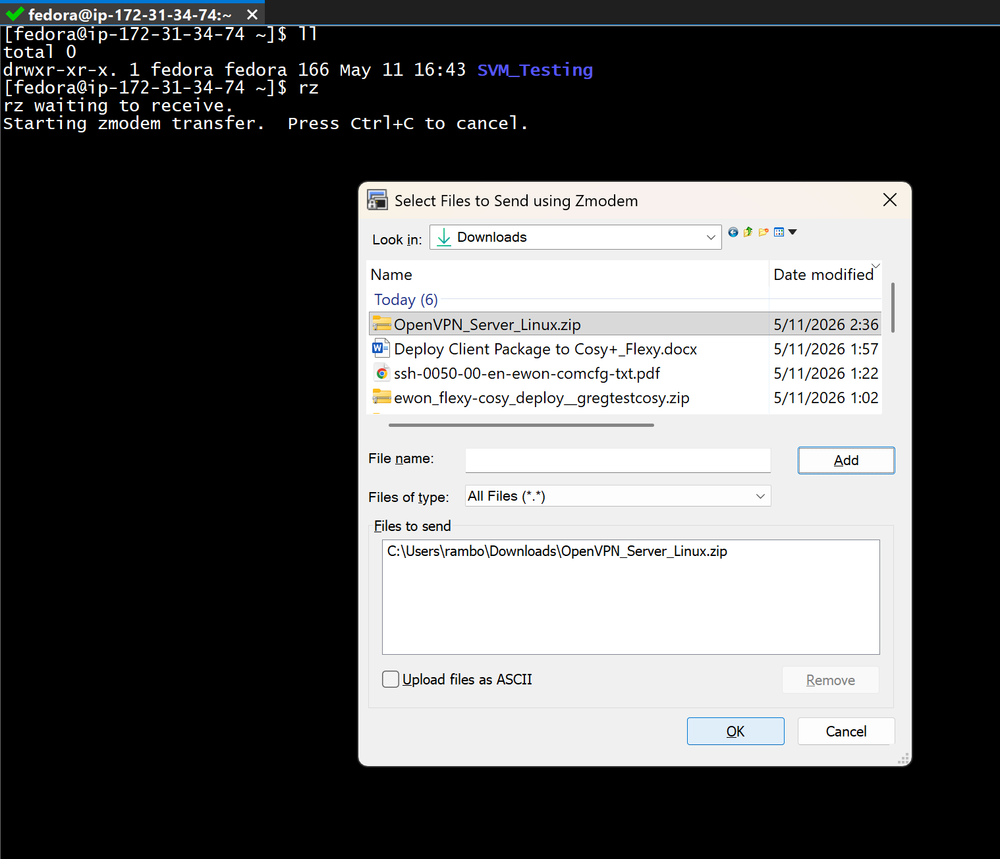 fedora@ip-172-31-34-74:~
[fedora@ip-172-31-34-74 ~]$ ll
total 0
drwxr-xr-x. 1 fedora fedora 166 May 11 16:43 SVM_Testing
[fedora@ip-172-31-34-74 ~]$ rz
rz waiting to receive.
Starting zmodem transfer.  Press Ctrl+C to cancel.
Select Files to Send using Zmodem
Look in: Downloads
Name Date modified
Today (6)
OpenVPN_Server_Linux.zip 5/11/2026 2:36
Deploy Client Package to Cosy+_Flexy.docx 5/11/2026 1:57
ssh-0050-00-en-ewon-comcfg-txt.pdf 5/11/2026 1:22
ewon_flexy-cosy_deploy__gregtestcosy.zip 5/11/2026 1:02
File name: Add
Files of type: All Files (*.*)
Files to send
C:\Users\rambo\Downloads\OpenVPN_Server_Linux.zip
Upload files as ASCII Remove
OK Cancel